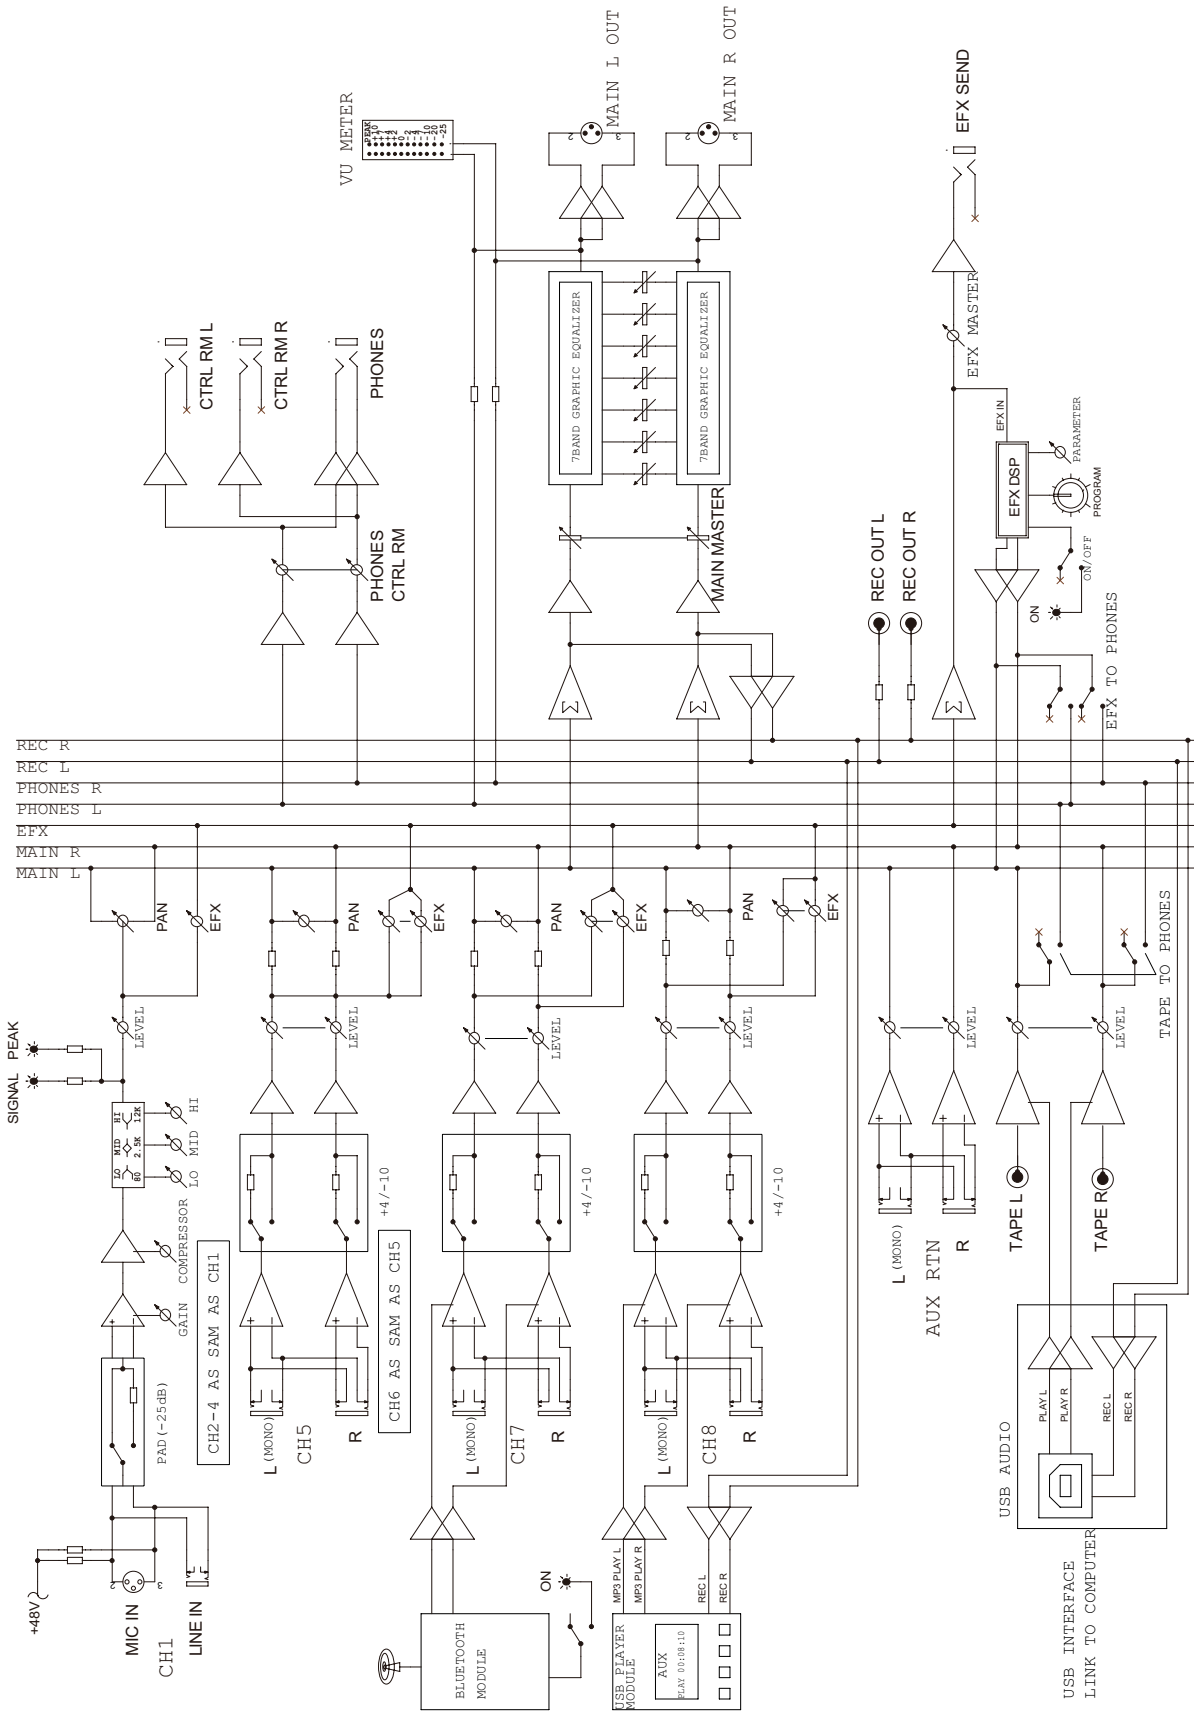 +48V
MIC IN
2
3
CH1
LINE IN
PAD(-25dB)
+
-
GAIN
COMPRESSOR
LO MID HI
80 2.5K 12K
LO
MID
HI
SIGNAL
PEAK
LEVEL
PAN
EFX
CH2-4 AS SAM AS CH1
L (MONO)
CH5
R
+
-
+
-
+4/-10
LEVEL
PAN
EFX
CH6 AS SAM AS CH5
BLUETOOTH
MODULE
ON
L (MONO)
CH7
R
+
-
+
-
+4/-10
LEVEL
PAN
EFX
USB PLAYER
MODULE
AUX
PLAY 00:08:10
MP3 PLAY L
MP3 PLAY R
REC L
REC R
L (MONO)
CH8
R
+
-
+
-
+4/-10
LEVEL
PAN
EFX
L (MONO)
AUX RTN
R
+
-
+
-
TAPE L
TAPE R
LEVEL
TAPE TO PHONES
USB AUDIO
PLAY L
PLAY R
REC L
REC R
USB INTERFACE
LINK TO COMPUTER
REC R
REC L
PHONES R
PHONES L
EFX
MAIN R
MAIN L
PHONES
CTRL RM
CTRL RM L
CTRL RM R
PHONES
VU METER
PEAK
+10
+7
+4
+2
0
-2
-4
-7
-10
-20
-25
Σ
Σ
MAIN MASTER
7BAND GRAPHIC EQUALIZER
7BAND GRAPHIC EQUALIZER
2
3
MAIN L OUT
2
3
MAIN R OUT
REC OUT L
REC OUT R
Σ
EFX MASTER
EFX SEND
EFX IN
EFX DSP
PARAMETER
PROGRAM
ON/OFF
ON
EFX TO PHONES